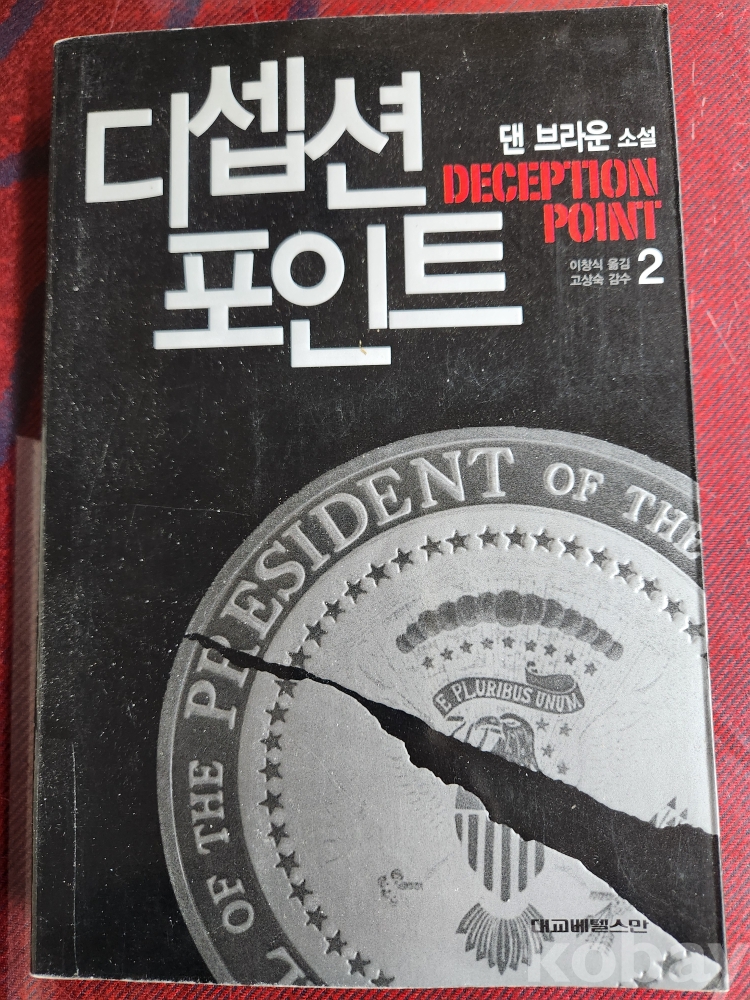 디셉션
포인트
댄 브라운 소설
DECEPTION
POINT
이창식 옮김
고상숙 감수
2
OF THE PRESIDENT OF THE
E PLURIBUS UNUM
대교베텔스만
kobay